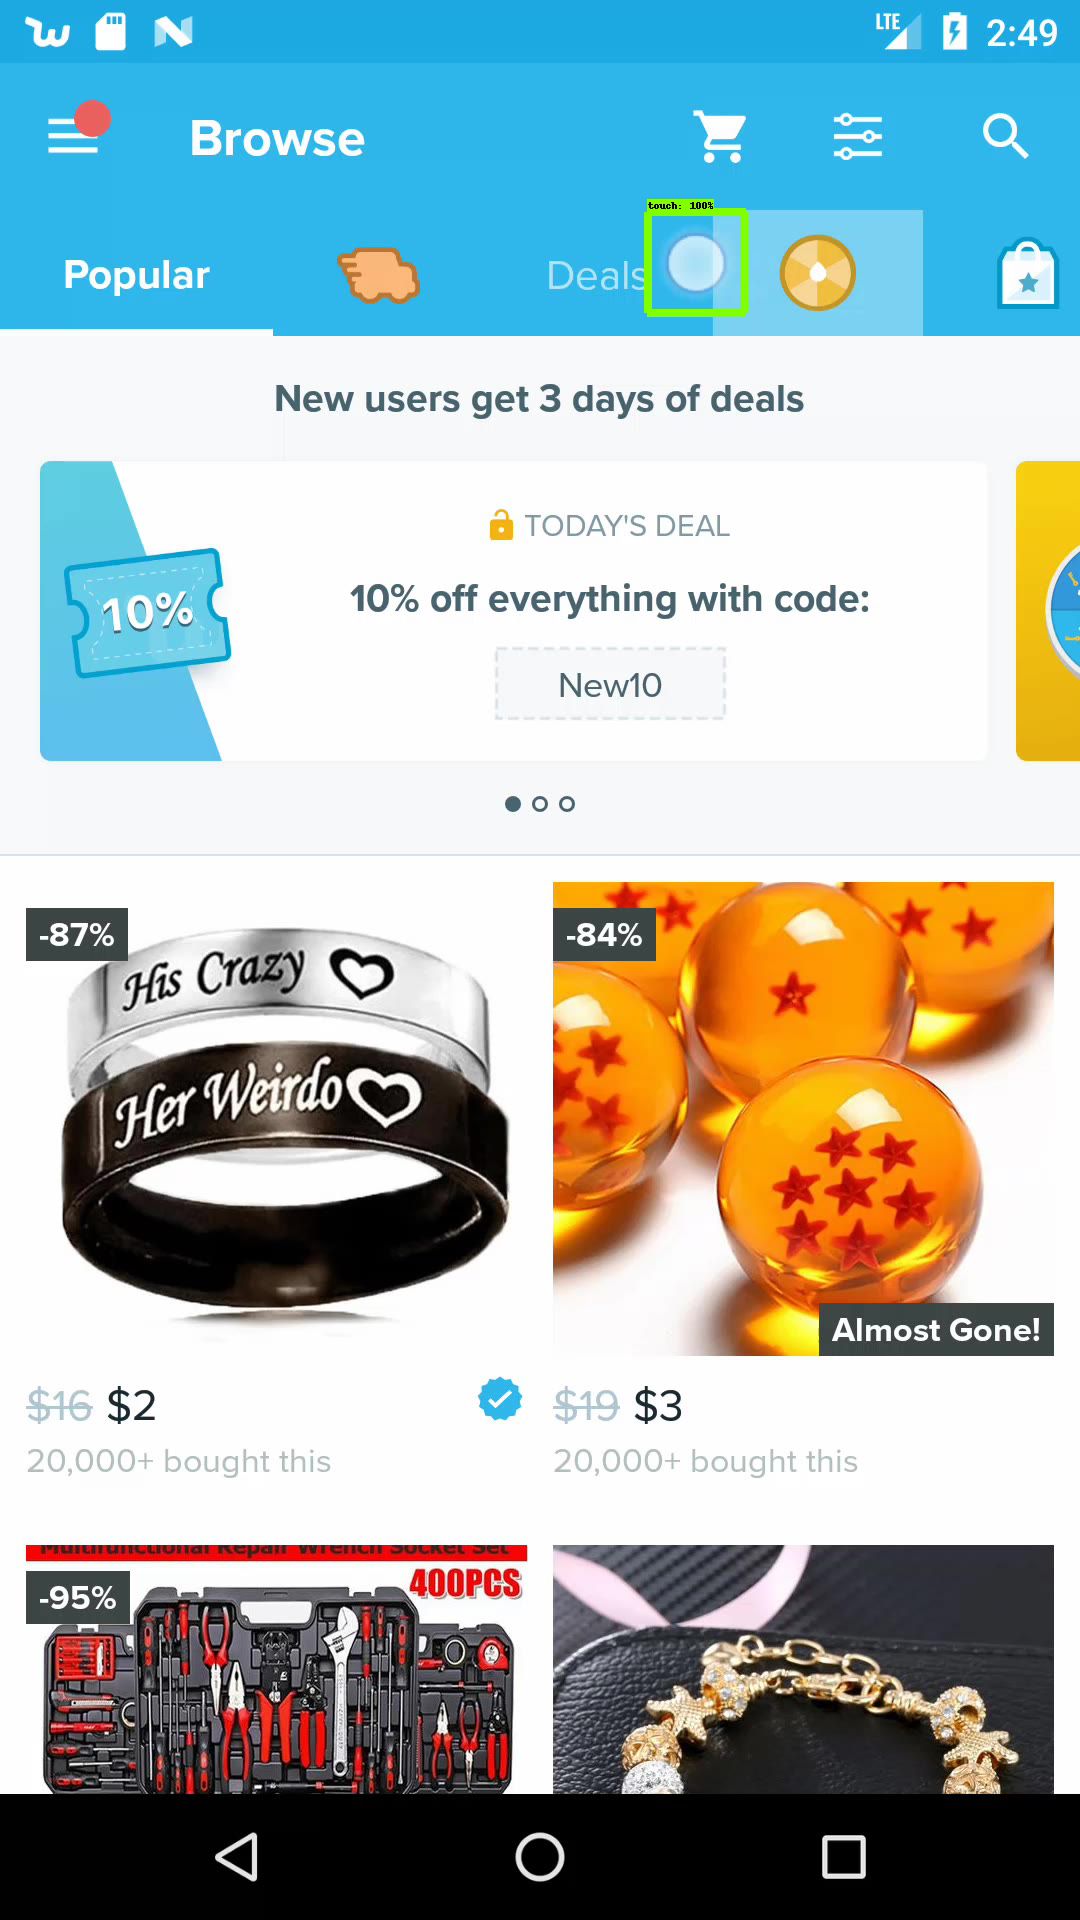 LTE 2:49
Browse
touch: 100%
Popular Deals
New users get 3 days of deals
TODAY'S DEAL
10% off everything with code:
10%
New10
-87%
His Crazy
Her Weirdo
-84%
Almost Gone!
$16 $2
20,000+ bought this
$19 $3
20,000+ bought this
Multifunctional Repair Wrench Socket Set
400PCS
-95%